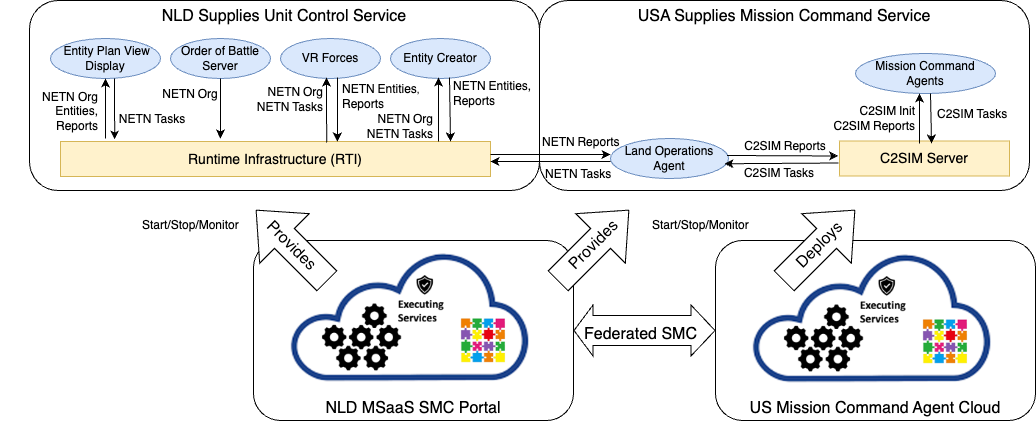 NLD Supplies Unit Control Service
USA Supplies Mission Command Service
Entity Plan View
Display
Order of Battle
Server
VR Forces
Entity Creator
Mission Command
Agents
NETN Org
Entities,
Reports
NETN Tasks
NETN Org
NETN Org
NETN Tasks
NETN Entities,
Reports
NETN Org
NETN Tasks
NETN Entities,
Reports
C2SIM Init
C2SIM Reports
C2SIM Tasks
Runtime Infrastructure (RTI)
NETN Reports
NETN Tasks
Land Operations
Agent
C2SIM Reports
C2SIM Tasks
C2SIM Server
Start/Stop/Monitor
Provides
Provides
Start/Stop/Monitor
Deploys
Executing
Services
Federated SMC
Executing
Services
NLD MSaaS SMC Portal
US Mission Command Agent Cloud